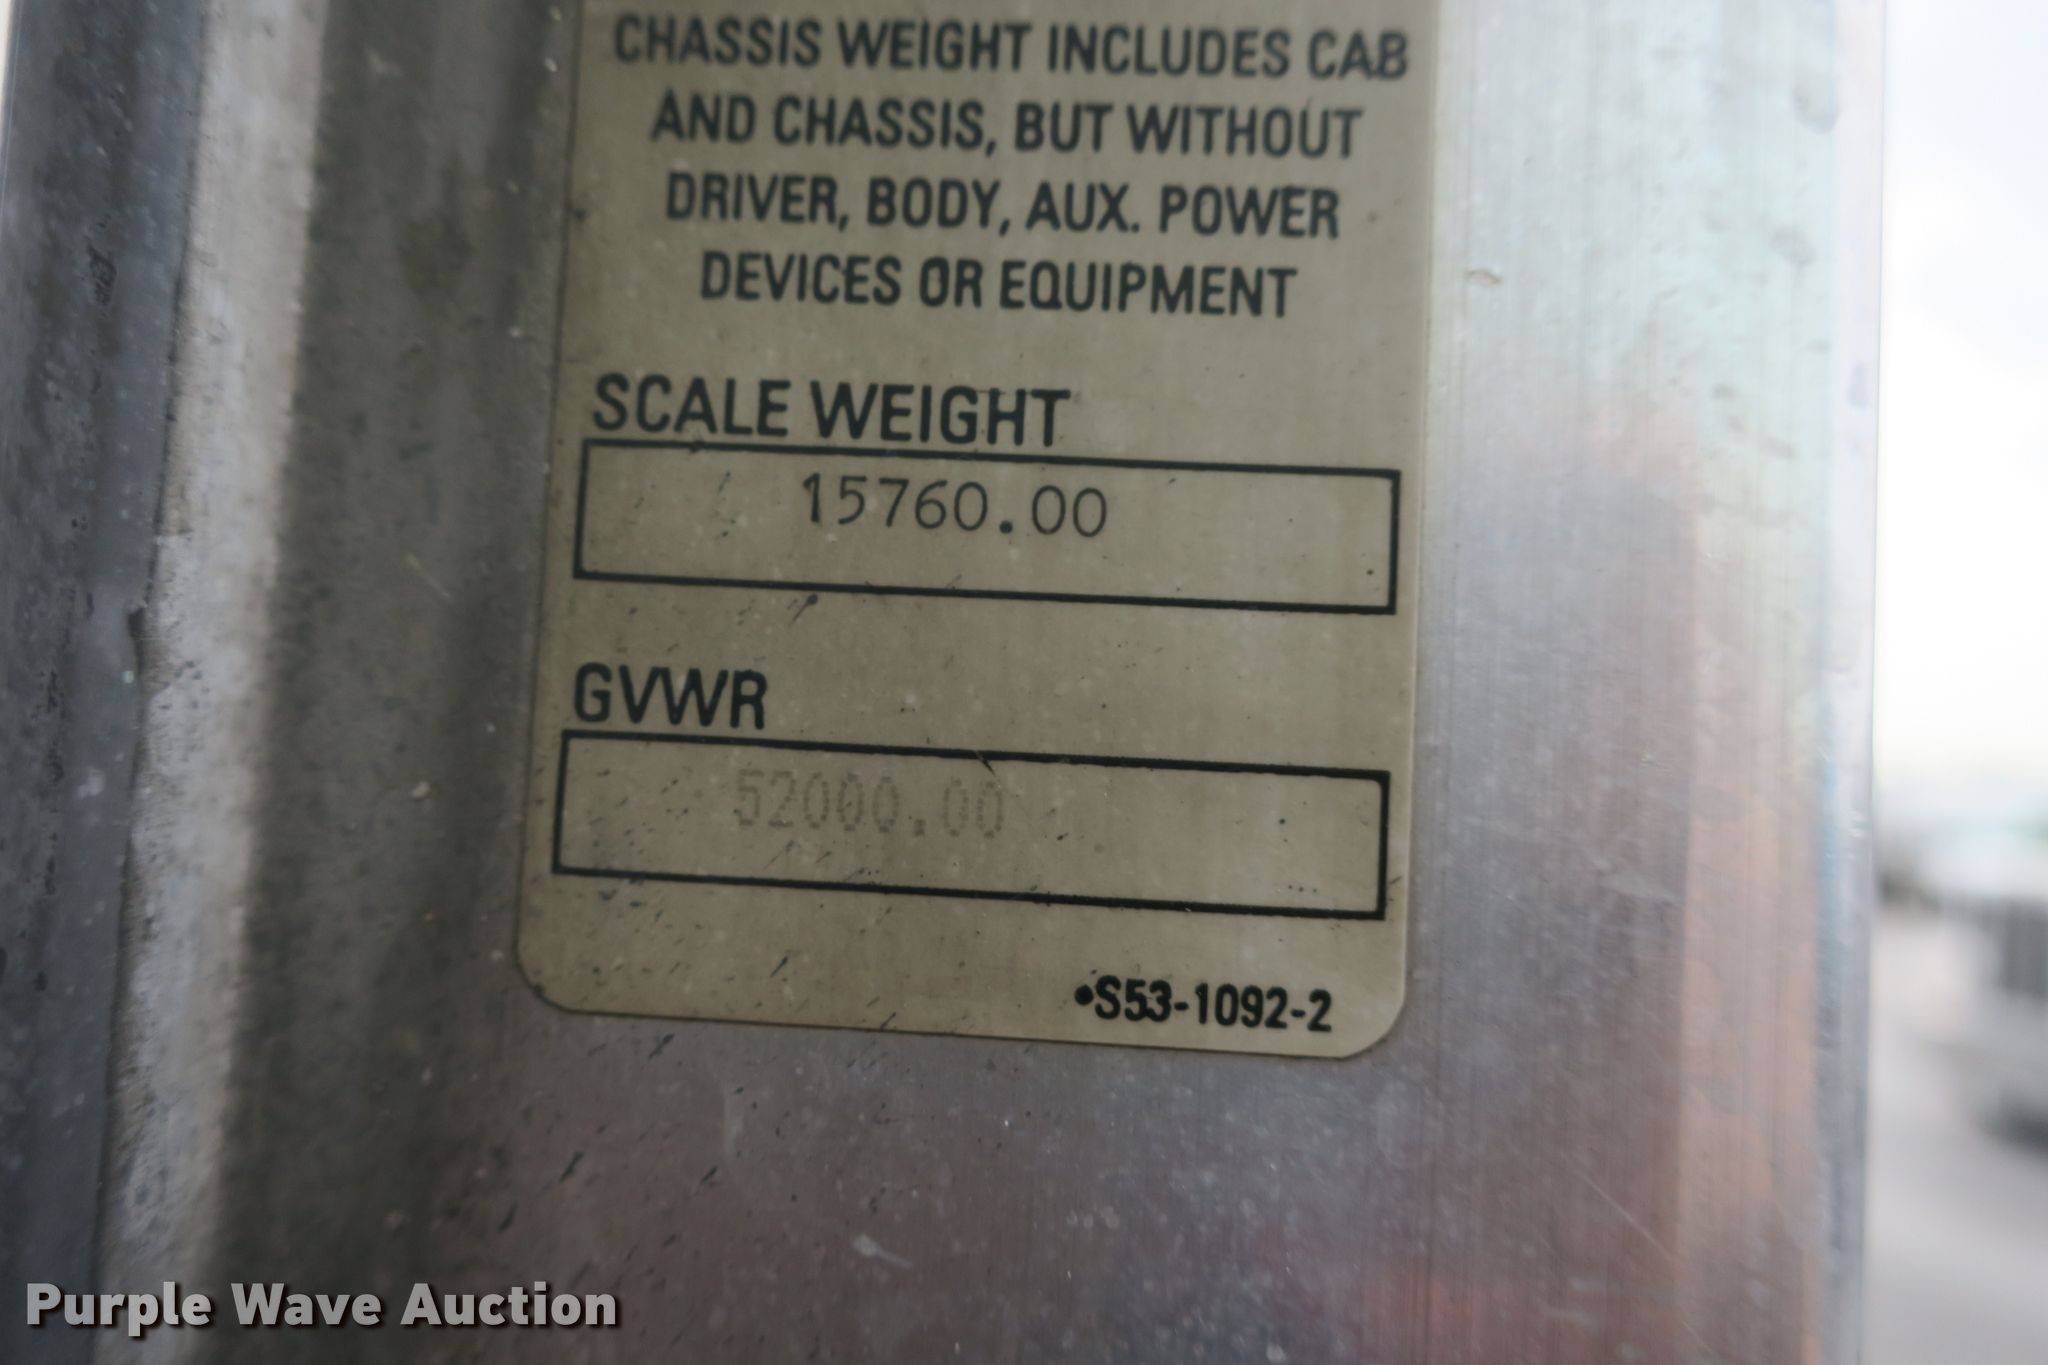 CHASSIS WEIGHT INCLUDES CAB
AND CHASSIS, BUT WITHOUT
DRIVER, BODY, AUX. POWER
DEVICES OR EQUIPMENT
SCALE WEIGHT
15760.00
GVWR
52000.00
•S53-1092-2
Purple Wave Auction